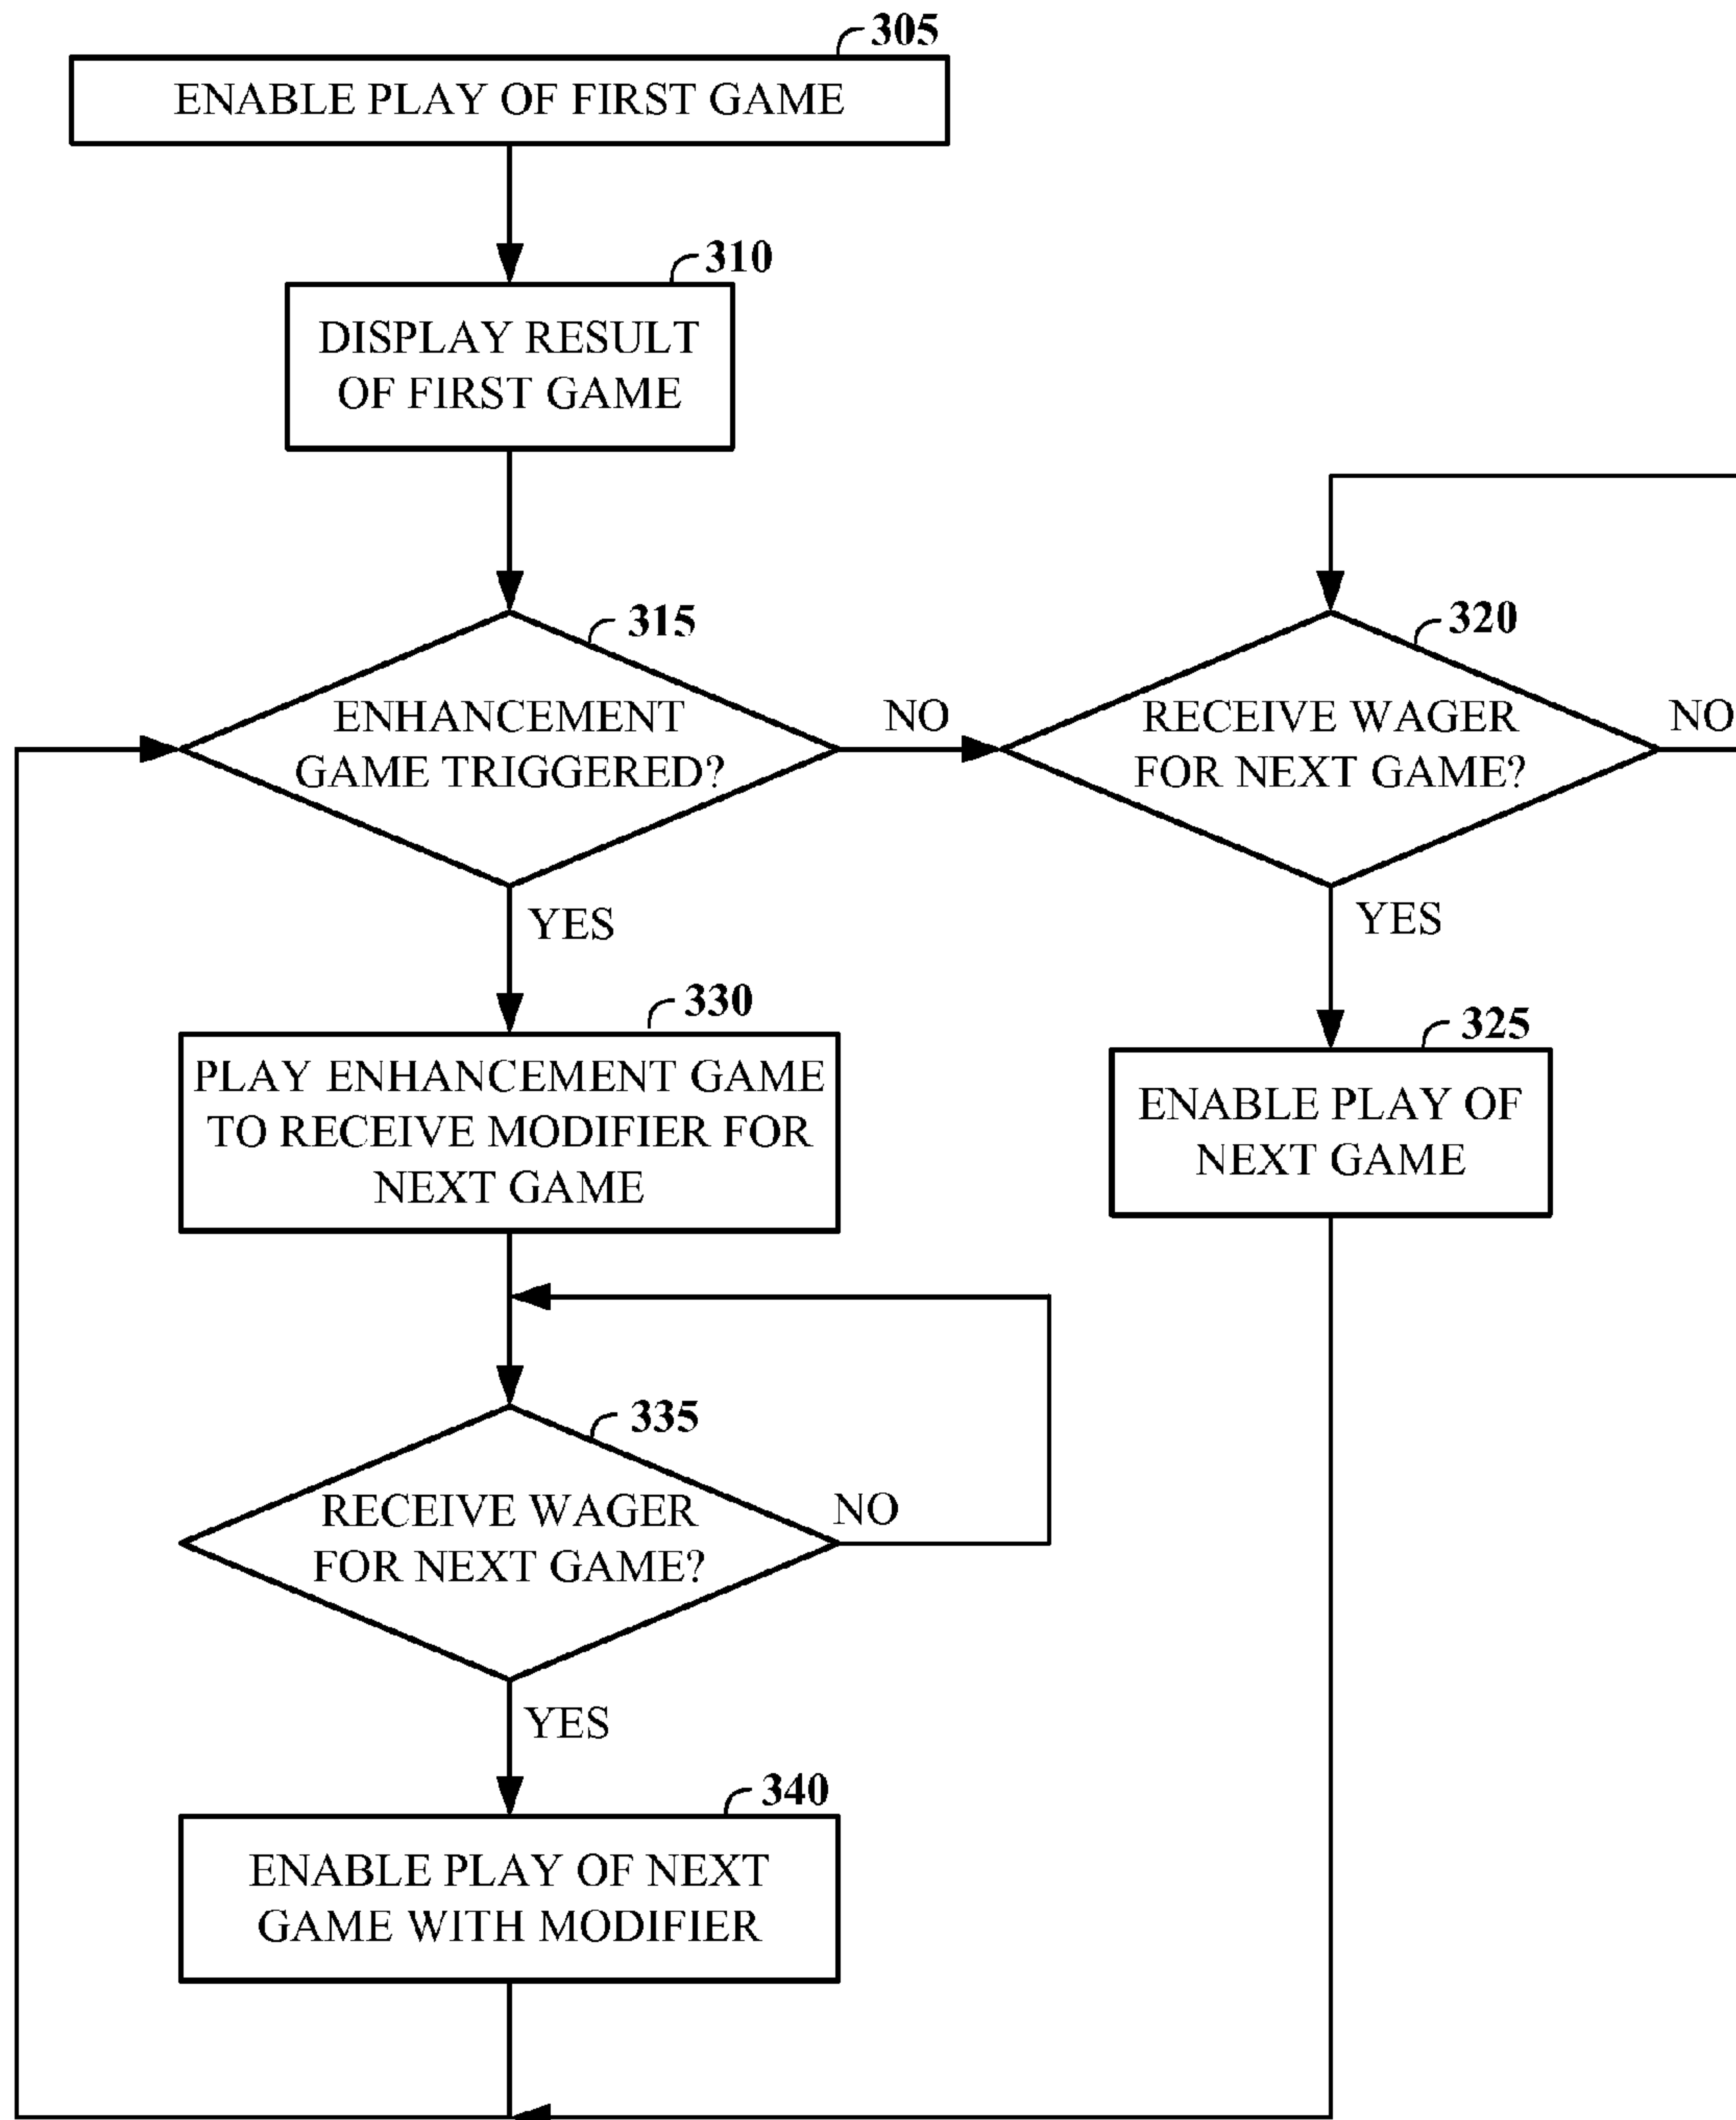 305
ENABLE PLAY OF FIRST GAME
310
DISPLAY RESULT
OF FIRST GAME
315
ENHANCEMENT
GAME TRIGGERED?
NO
YES
320
RECEIVE WAGER
FOR NEXT GAME?
NO
YES
330
PLAY ENHANCEMENT GAME
TO RECEIVE MODIFIER FOR
NEXT GAME
325
ENABLE PLAY OF
NEXT GAME
335
RECEIVE WAGER
FOR NEXT GAME?
NO
YES
340
ENABLE PLAY OF NEXT
GAME WITH MODIFIER